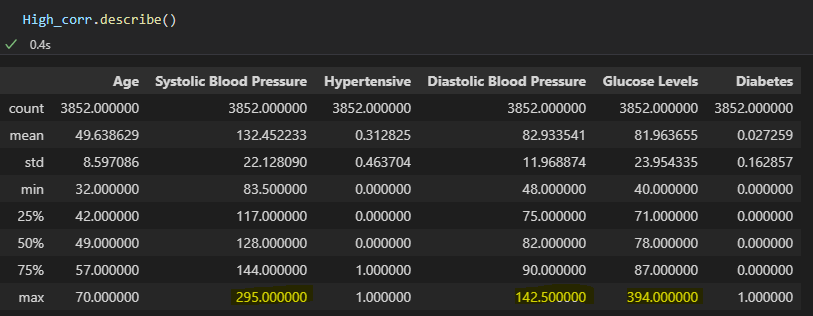 High_corr.describe()
0.4s
Age Systolic Blood Pressure Hypertensive Diastolic Blood Pressure Glucose Levels Diabetes
count 3852.000000 3852.000000 3852.000000 3852.000000 3852.000000 3852.000000
mean 49.638629 132.452233 0.312825 82.933541 81.963655 0.027259
std 8.597086 22.128090 0.463704 11.968874 23.954335 0.162857
min 32.000000 83.500000 0.000000 48.000000 40.000000 0.000000
25% 42.000000 117.000000 0.000000 75.000000 71.000000 0.000000
50% 49.000000 128.000000 0.000000 82.000000 78.000000 0.000000
75% 57.000000 144.000000 1.000000 90.000000 87.000000 0.000000
max 70.000000 295.000000 1.000000 142.500000 394.000000 1.000000